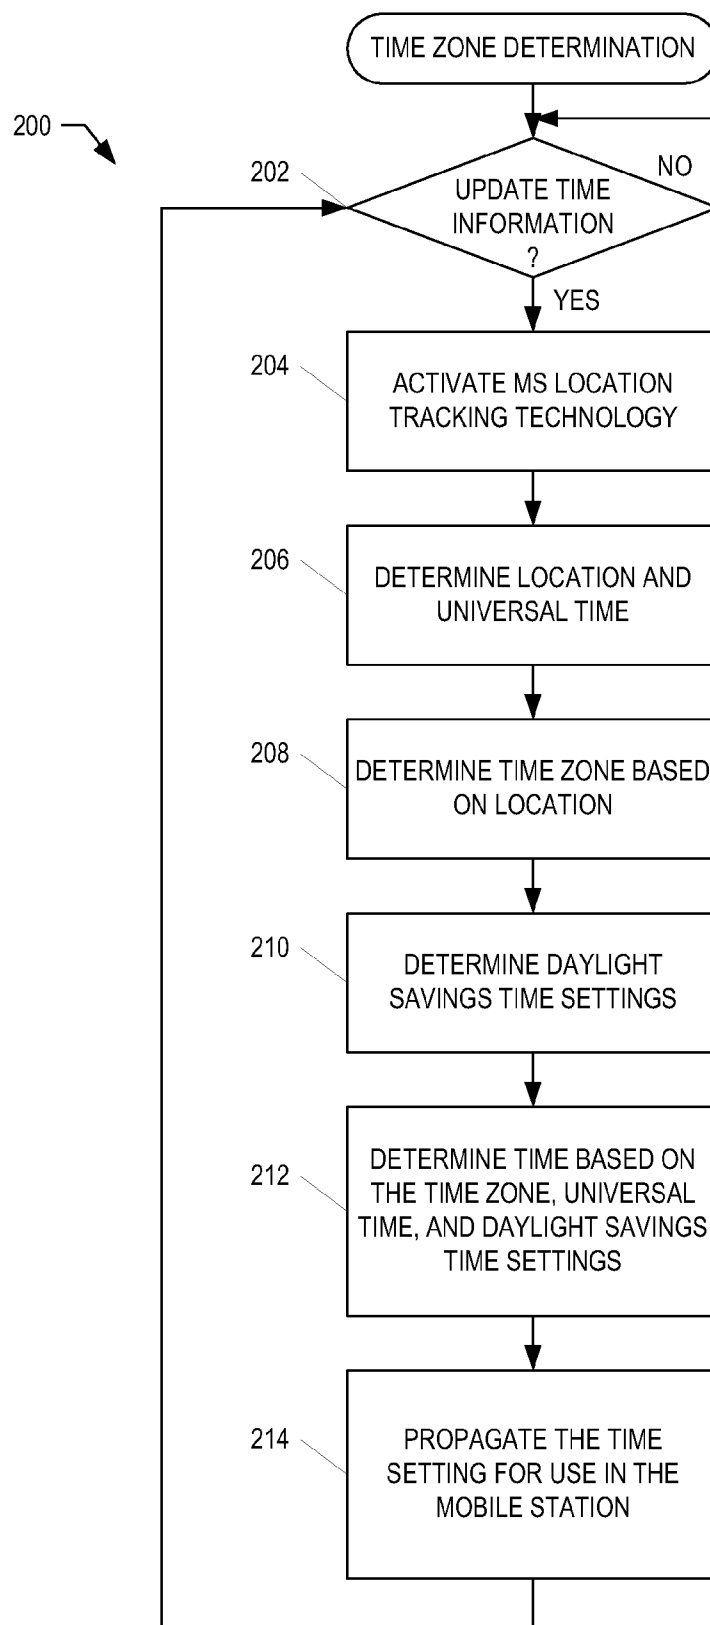 TIME ZONE DETERMINATION
200
202
NO
UPDATE TIME
INFORMATION
?
YES
204
ACTIVATE MS LOCATION
TRACKING TECHNOLOGY
206
DETERMINE LOCATION AND
UNIVERSAL TIME
208
DETERMINE TIME ZONE BASED
ON LOCATION
210
DETERMINE DAYLIGHT
SAVINGS TIME SETTINGS
212
DETERMINE TIME BASED ON
THE TIME ZONE, UNIVERSAL
TIME, AND DAYLIGHT SAVINGS
TIME SETTINGS
214
PROPAGATE THE TIME
SETTING FOR USE IN THE
MOBILE STATION